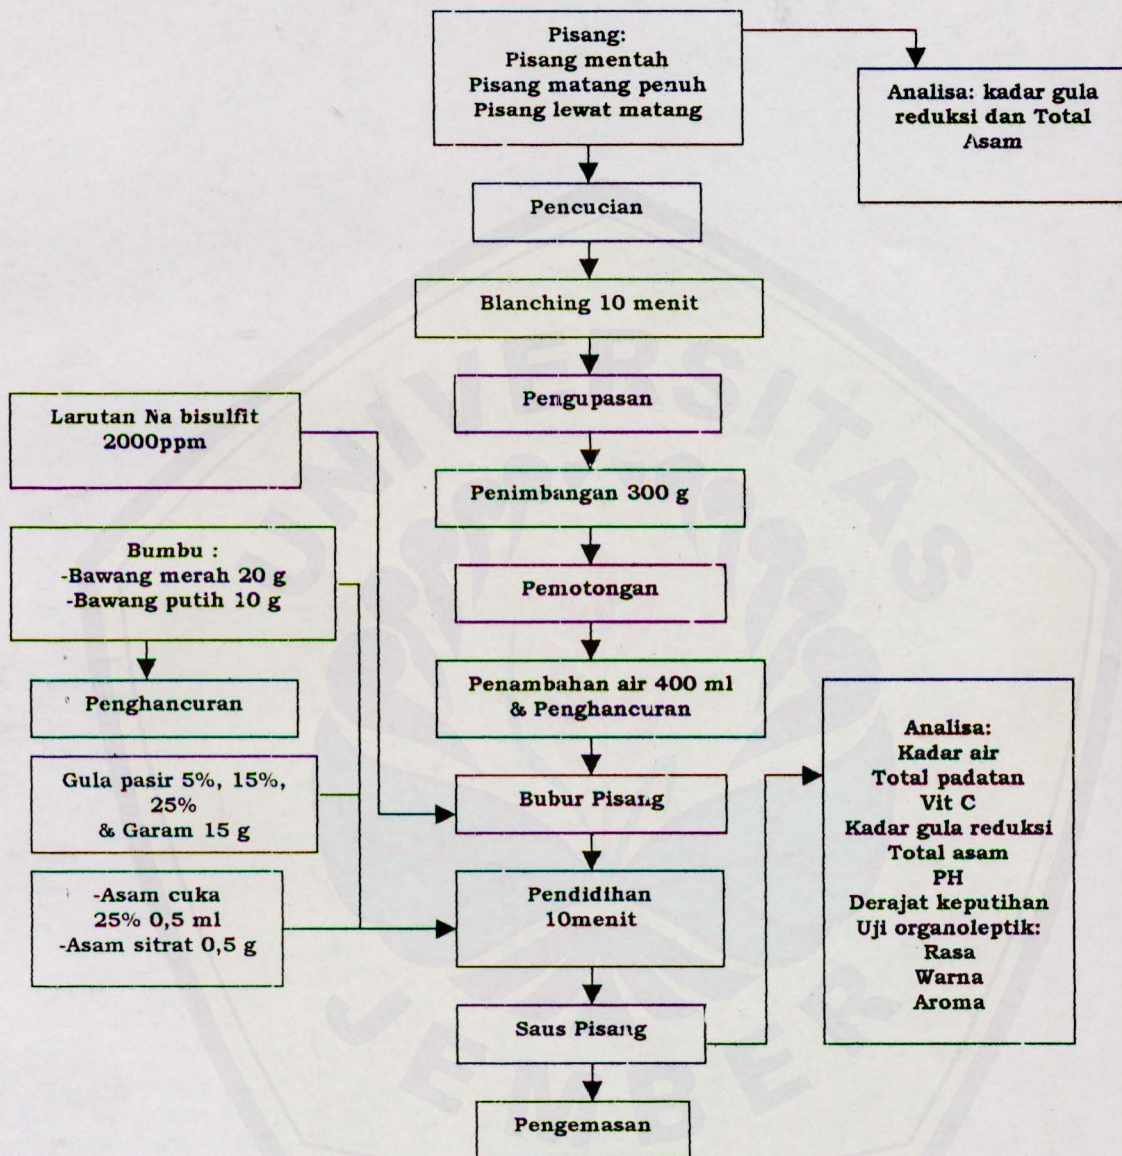 Pisang:
Pisang mentah
Pisang matang penuh
Pisang lewat matang
Analisa: kadar gula
reduksi dan Total
Asam
Pencucian
Blanching 10 menit
Pengupasan
Larutan Na bisulfit
2000ppm
Penimbangan 300 g
Bumbu :
-Bawang merah 20 g
-Bawang putih 10 g
Pemotongan
Penghancuran
Penambahan air 400 ml
& Penghancuran
Gula pasir 5%, 15%,
25%
& Garam 15 g
Bubur Pisang
-Asam cuka
25% 0,5 ml
-Asam sitrat 0,5 g
Pendidihan
10menit
Analisa:
Kadar air
Total padatan
Vit C
Kadar gula reduksi
Total asam
PH
Derajat keputihan
Uji organoleptik:
Rasa
Warna
Aroma
Saus Pisang
Pengemasan
UNIVERSITAS
JEMBER